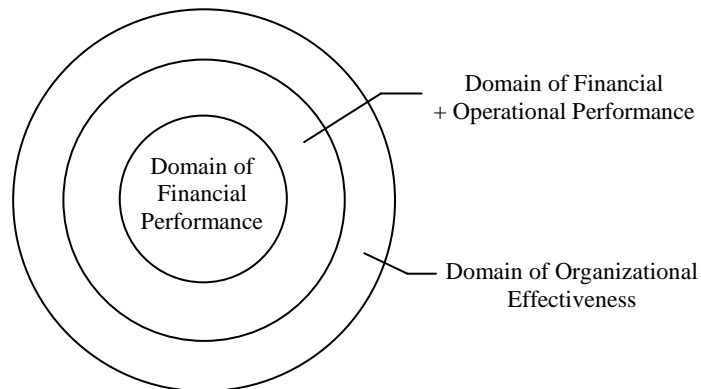 Domain of Financial
+ Operational Performance
Domain of
Financial
Performance
Domain of Organizational
Effectiveness